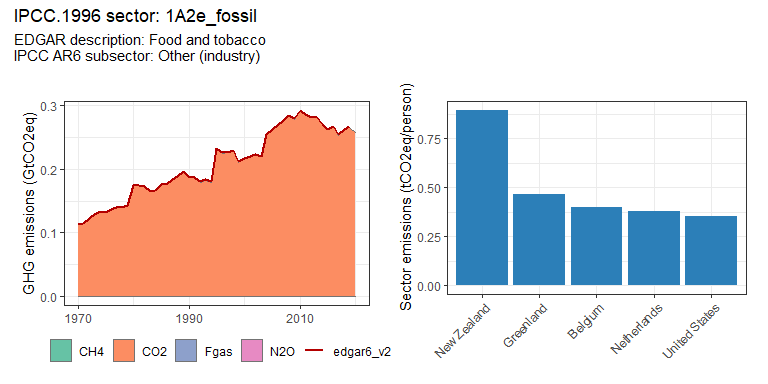 IPCC.1996 sector: 1A2e_fossil
EDGAR description: Food and tobacco
IPCC AR6 subsector: Other (industry)
GHG emissions (GtCO2eq)
0.3
0.2
0.1
0.0
1970
1990
2010
CH4
CO2
Fgas
N2O
edgar6_v2
Sector emissions (tCO2eq/person)
0.75
0.50
0.25
0.00
New Zealand
Greenland
Belgium
Netherlands
United States